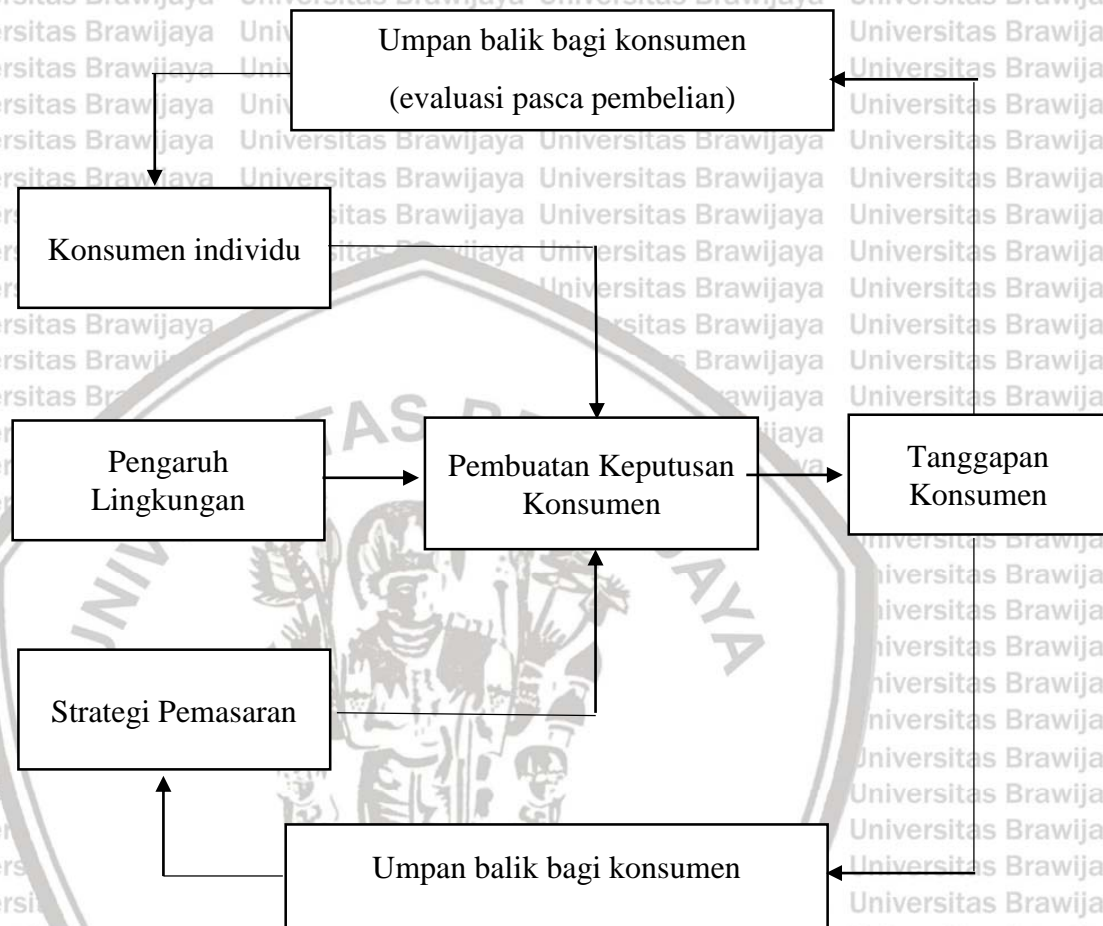 Umpan balik bagi konsumen
(evaluasi pasca pembelian)
Konsumen individu
Pengaruh
Lingkungan
Pembuatan Keputusan
Konsumen
Tanggapan
Konsumen
Strategi Pemasaran
Umpan balik bagi konsumen